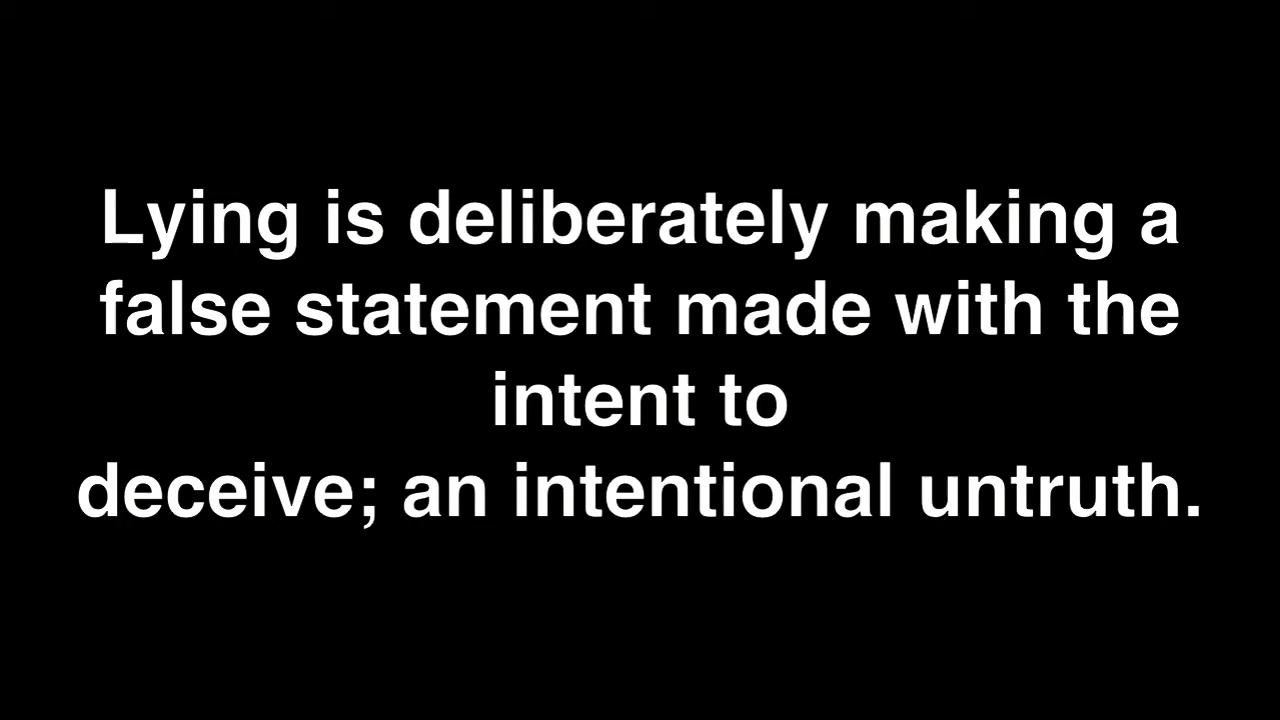 Lying is deliberately making a
false statement made with the
intent to
deceive; an intentional untruth.